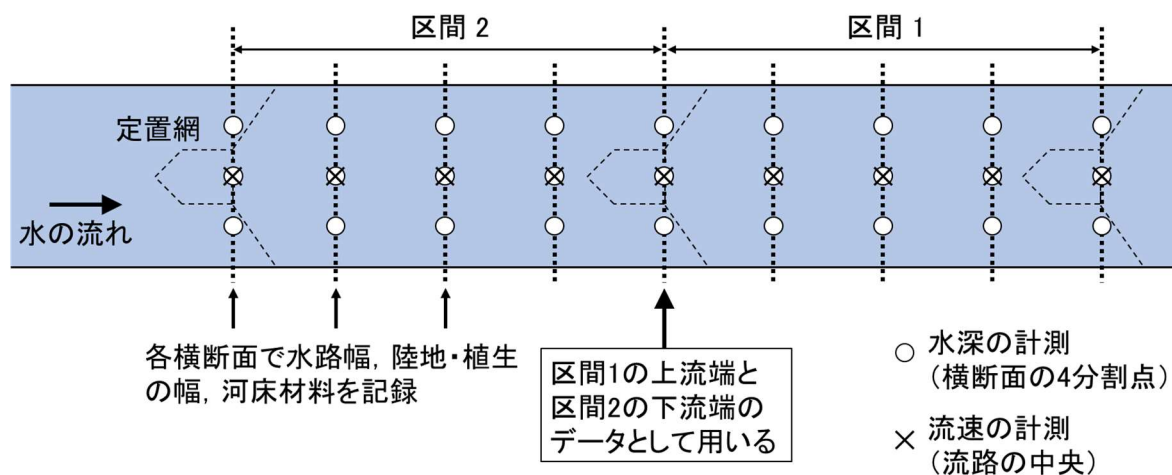 区間 2
区間 1
定置網
水の流れ
各横断面で水路幅, 陸地・植生
の幅, 河床材料を記録
区間1の上流端と
区間2の下流端の
データとして用いる
水深の計測
（横断面の4分割点）
流速の計測
（流路の中央）